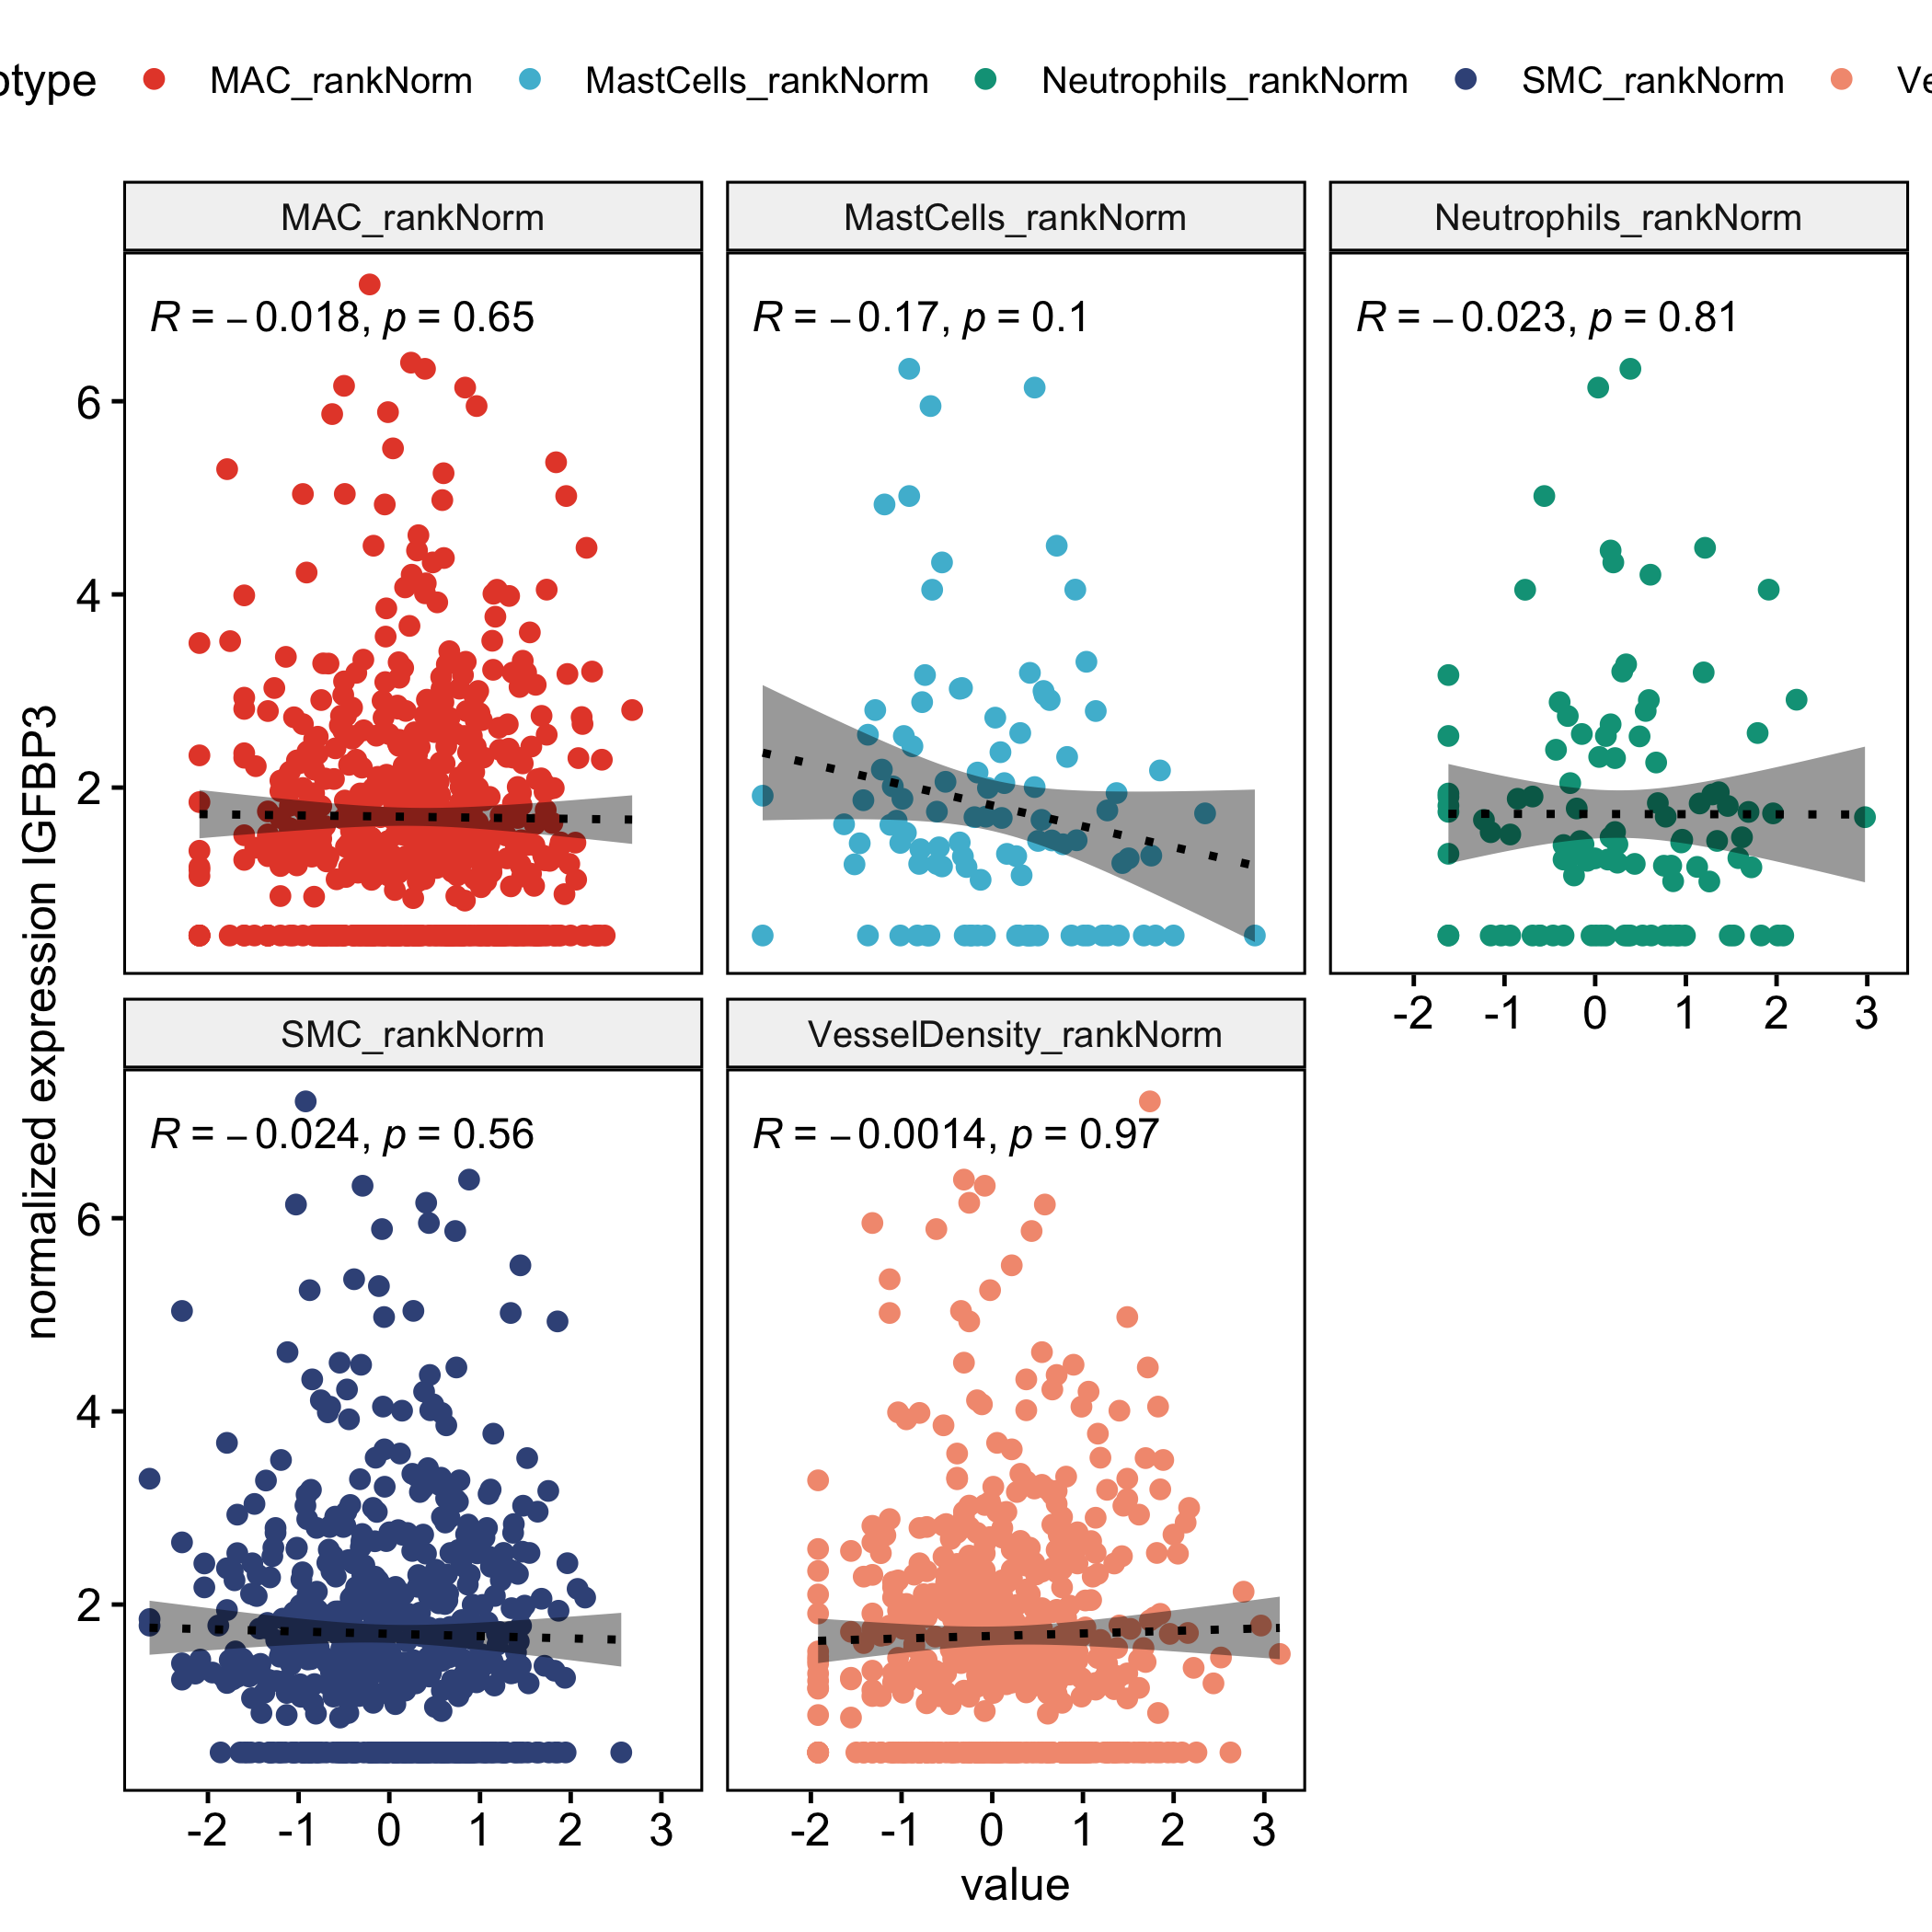 MAC_rankNorm MastCells_rankNorm Neutrophils_rankNorm SMC_rankNorm
MAC_rankNorm MastCells_rankNorm Neutrophils_rankNorm
R = −0.018, p = 0.65 R = −0.17, p = 0.1 R = −0.023, p = 0.81
6
4
2
-2 -1 0 1 2 3
normalized expression IGFBP3
SMC_rankNorm VesselDensity_rankNorm
R = −0.024, p = 0.56 R = −0.0014, p = 0.97
6
4
2
-2 -1 0 1 2 3 -2 -1 0 1 2 3
value